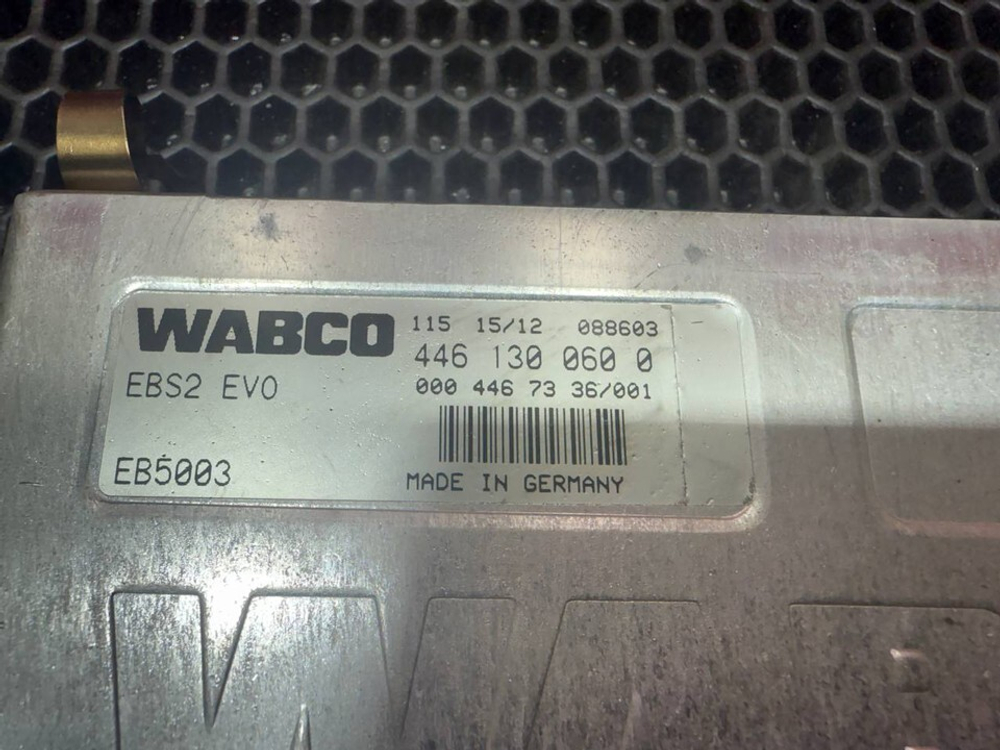 WABCO 115 15/12 088603
446 130 060 0
EBS2 EVO 000 446 73 36/001
EB5003 MADE IN GERMANY